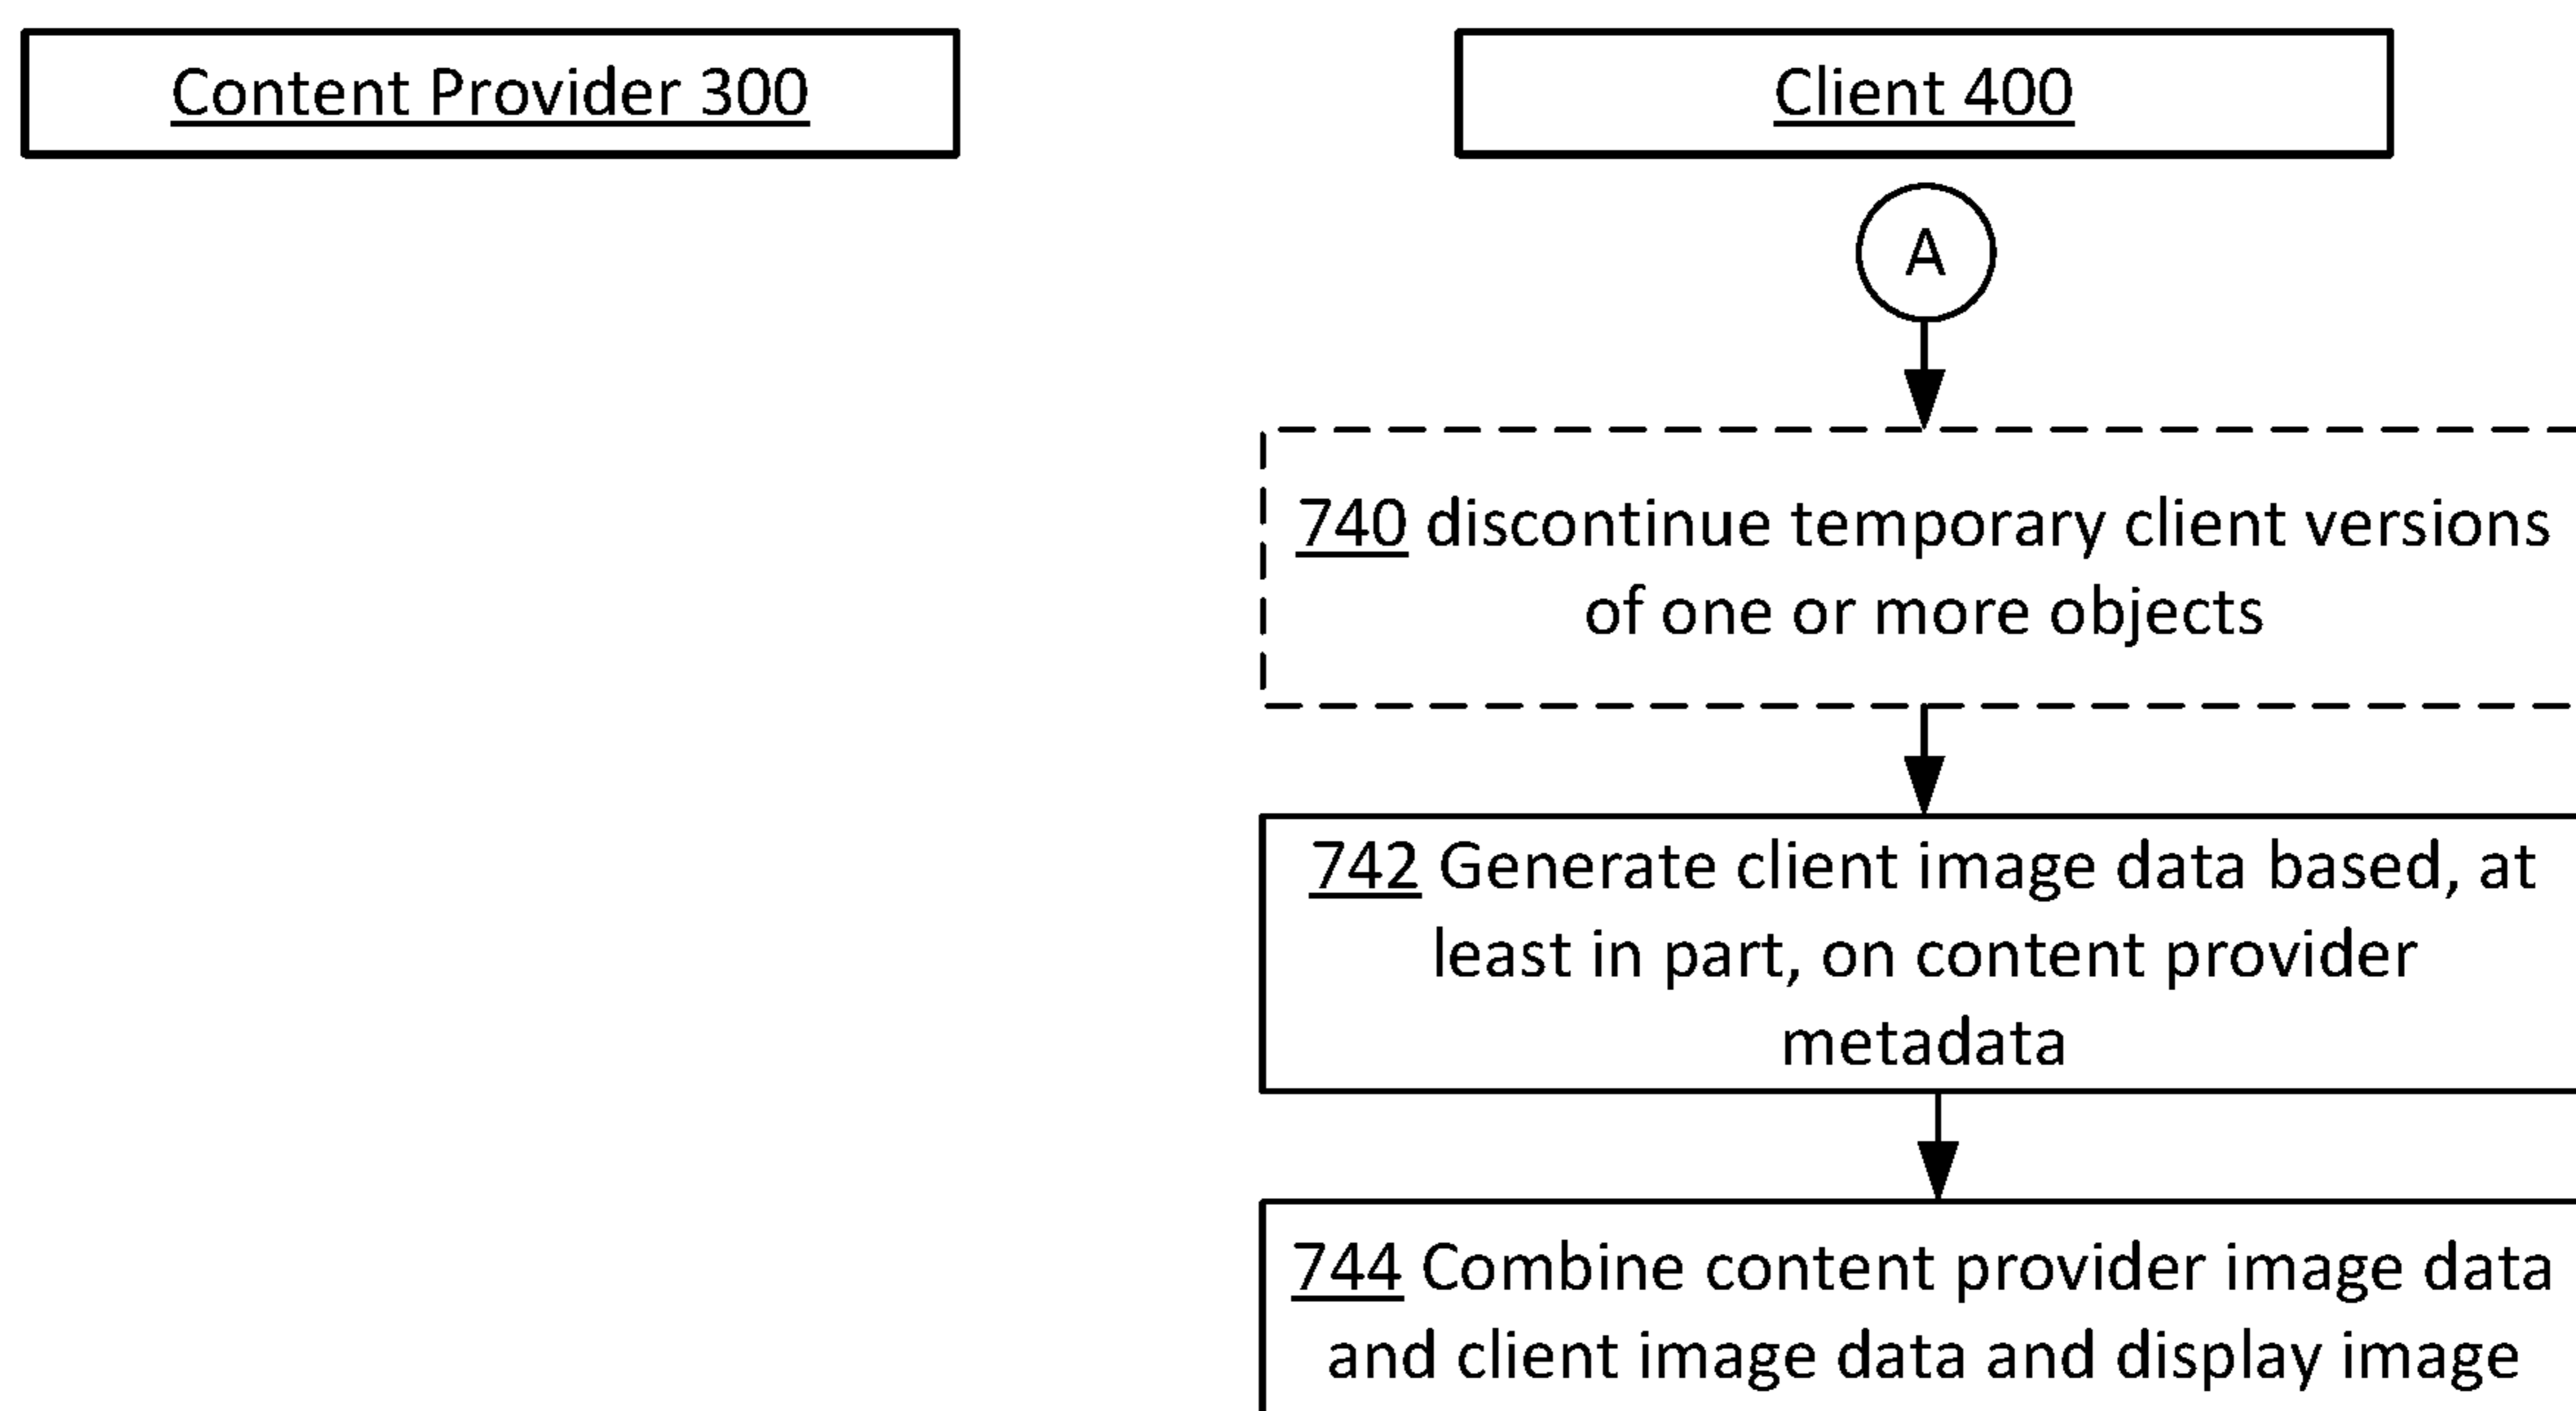 Content Provider 300
Client 400
A
740 discontinue temporary client versions
of one or more objects
742 Generate client image data based, at
least in part, on content provider
metadata
744 Combine content provider image data
and client image data and display image